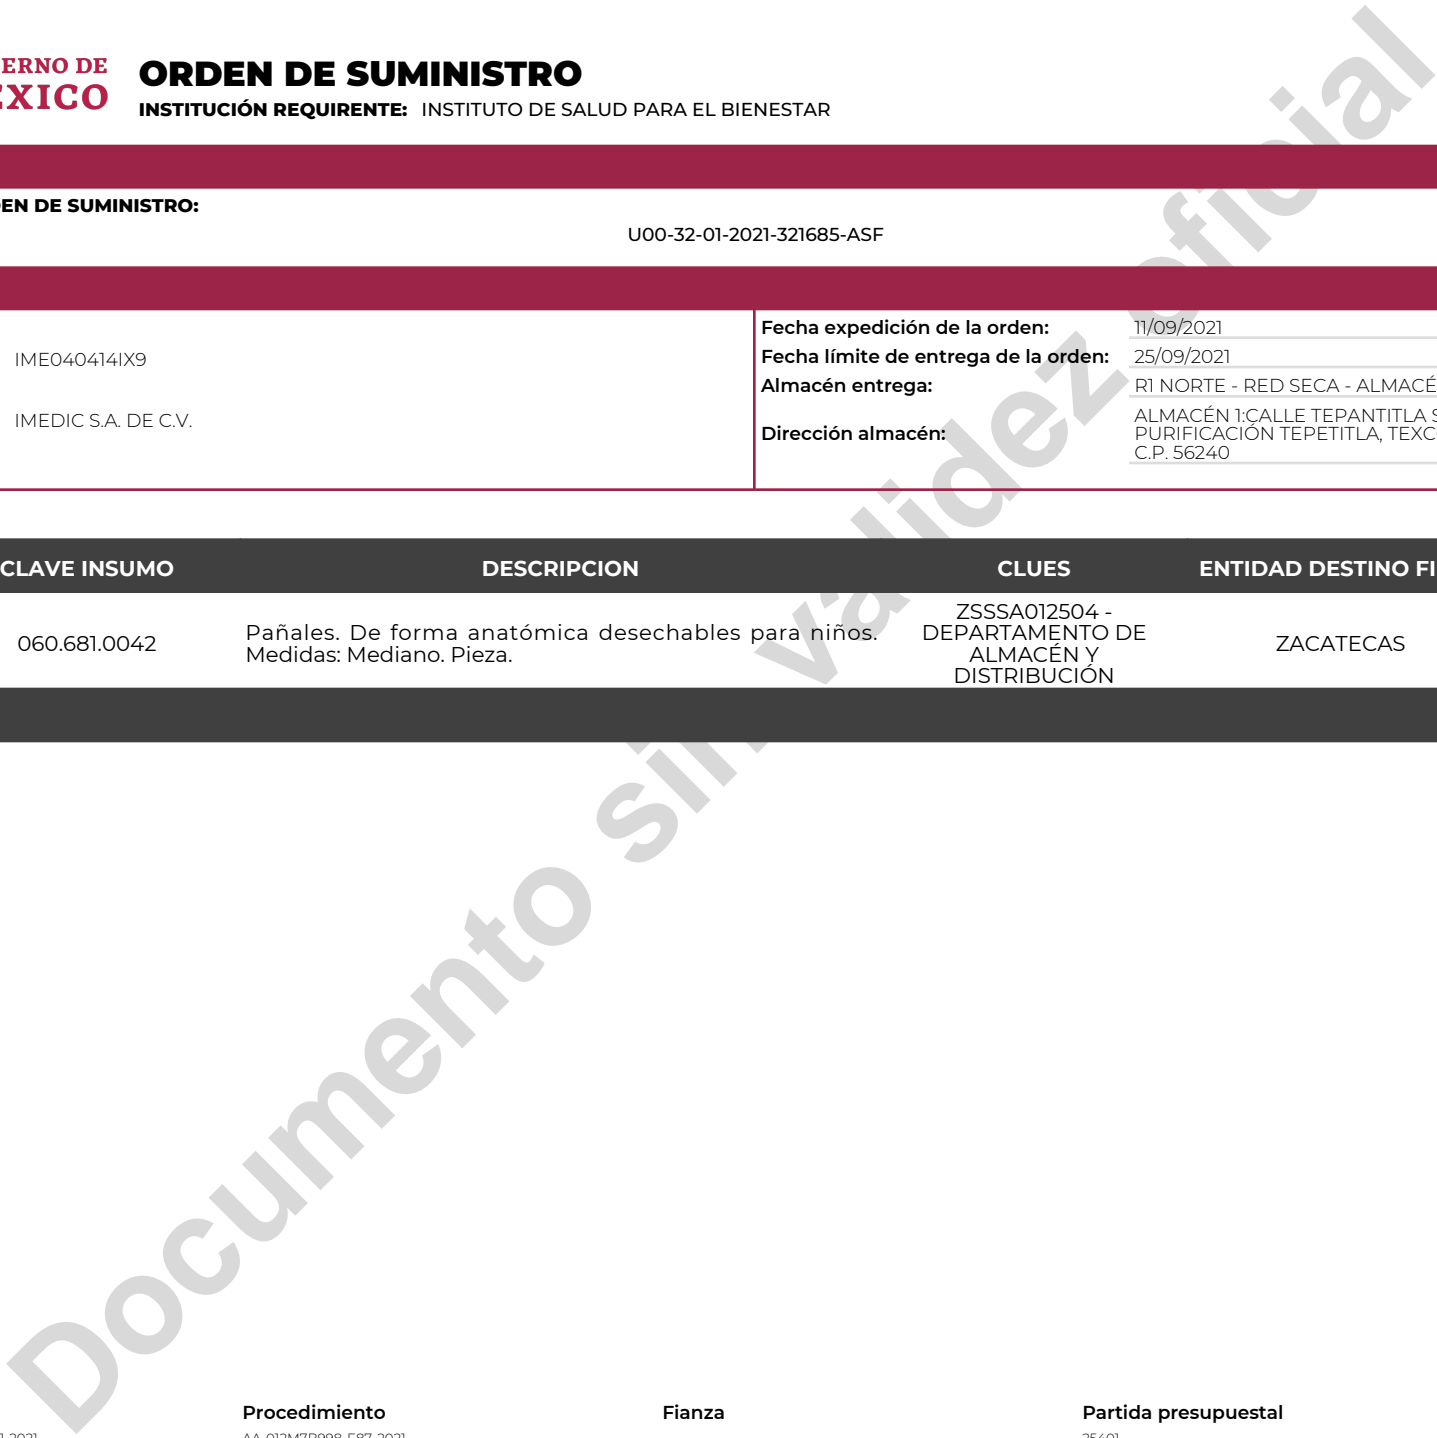 ERNO DE
ORDEN DE SUMINISTRO
INSTITUCIÓN REQUIRENTE: INSTITUTO DE SALUD PARA EL BIENESTAR
EN DE SUMINISTRO:
U00-32-01-2021-321685-ASF
IME040414IX9
IMEDIC S.A. DE C.V.
Fecha expedición de la orden: 11/09/2021
Fecha límite de entrega de la orden: 25/09/2021
Almacén entrega: R1 NORTE - RED SECA - ALMACÉ
Dirección almacén:
ALMACÉN 1:CALLE TEPANTITLA S
PURIFICACIÓN TEPETITLA, TEXC
C.P. 56240
CLAVE INSUMO DESCRIPCION CLUES ENTIDAD DESTINO FI
060.681.0042
Pañales. De forma anatómica desechables para niños.
Medidas: Mediano. Pieza.
ZSSSA012504 -
DEPARTAMENTO DE
ALMACÉN Y
DISTRIBUCIÓN
ZACATECAS
Documento sin validez oficial
Procedimiento Fianza Partida presupuestal